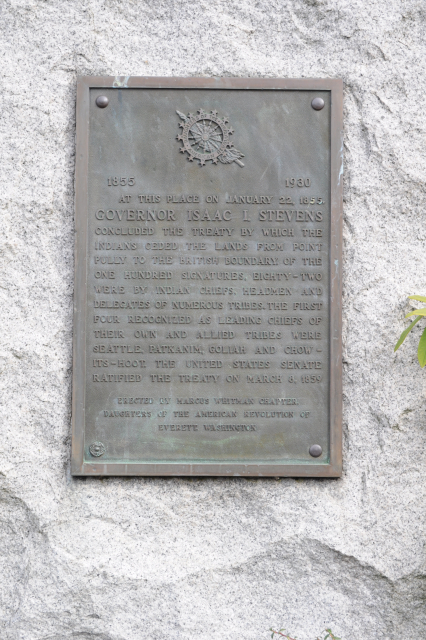 1855 1930
AT THIS PLACE ON JANUARY 22, 1855,
GOVERNOR ISAAC I. STEVENS
CONCLUDED THE TREATY BY WHICH THE
INDIANS CEDED THE LANDS FROM POINT
PULLY TO THE BRITISH BOUNDARY. OF THE
ONE HUNDRED SIGNATURES, EIGHTY-TWO
WERE BY INDIAN CHIEFS, HEADMEN AND
DELEGATES OF NUMEROUS TRIBES. THE FIRST
FOUR RECOGNIZED AS LEADING CHIEFS OF
THEIR OWN AND ALLIED TRIBES WERE
SEATTLE, PATKANIM, GOLIAH AND CHOW-
ITS-HOOT. THE UNITED STATES SENATE
RATIFIED THE TREATY ON MARCH 8, 1859
ERECTED BY MARCUS WHITMAN CHAPTER
DAUGHTERS OF THE AMERICAN REVOLUTION OF
EVERETT WASHINGTON